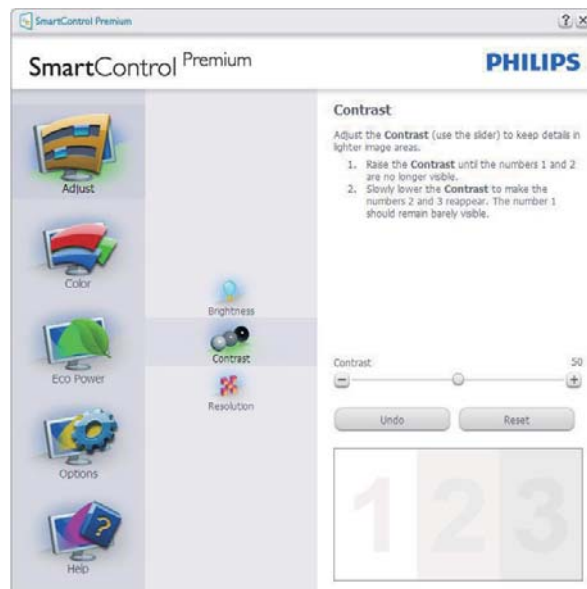 SmartControl Premium
SmartControl Premium
PHILIPS
Adjust
Color
Eco Power
Options
Help
Brightness
Contrast
Resolution
Contrast
Adjust the Contrast (use the slider) to keep details in
lighter image areas.
1. Raise the Contrast until the numbers 1 and 2
are no longer visible.
2. Slowly lower the Contrast to make the
numbers 2 and 3 reappear. The number 1
should remain barely visible.
Contrast 50
Undo Reset
1 2 3